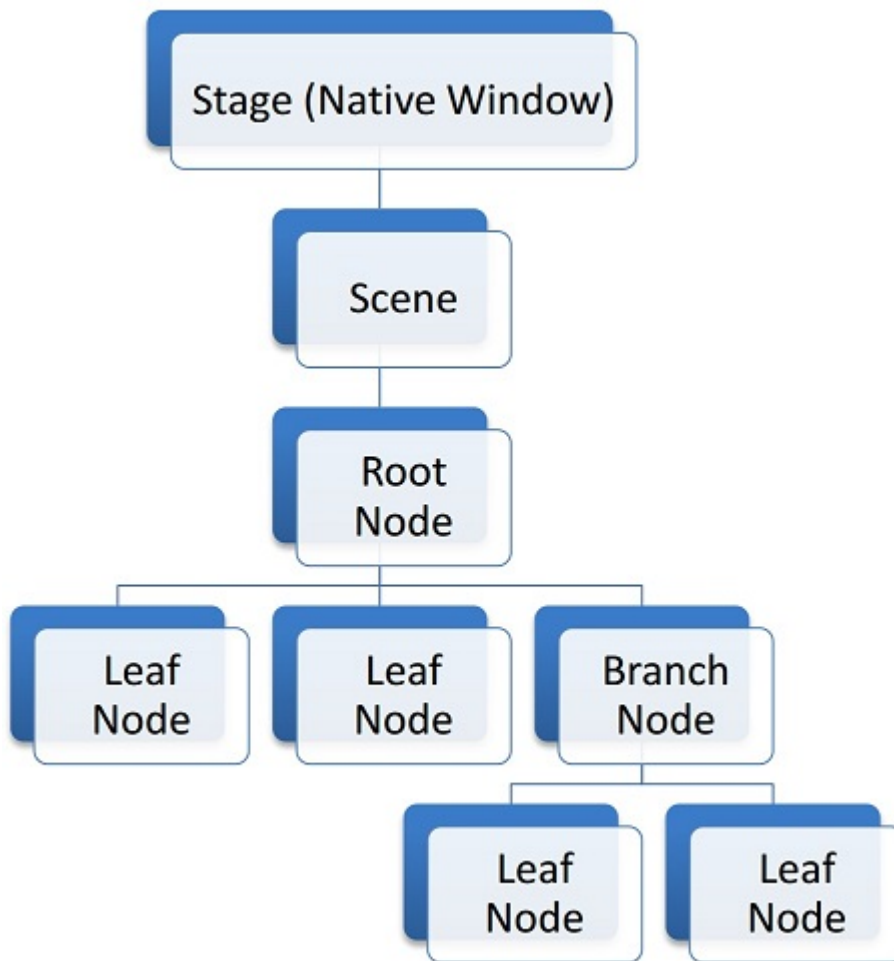 Stage (Native Window)
Scene
Root
Node
Leaf
Node
Leaf
Node
Branch
Node
Leaf
Node
Leaf
Node